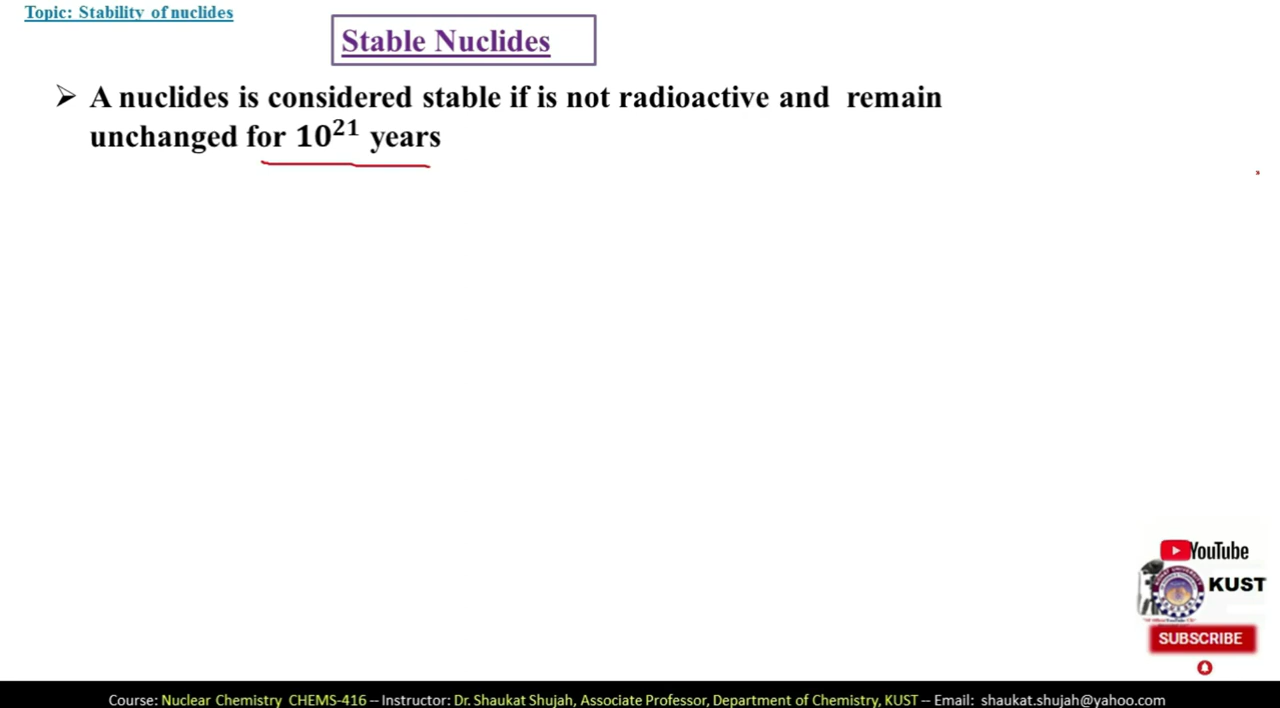 Topic: Stability of nuclides
Stable Nuclides
➢ A nuclides is considered stable if is not radioactive and remain
unchanged for 10²¹ years
YouTube
KUST
SUBSCRIBE
Course: Nuclear Chemistry CHEMS-416 -- Instructor: Dr. Shaukat Shujah, Associate Professor, Department of Chemistry, KUST -- Email: shaukat.shujah@yahoo.com